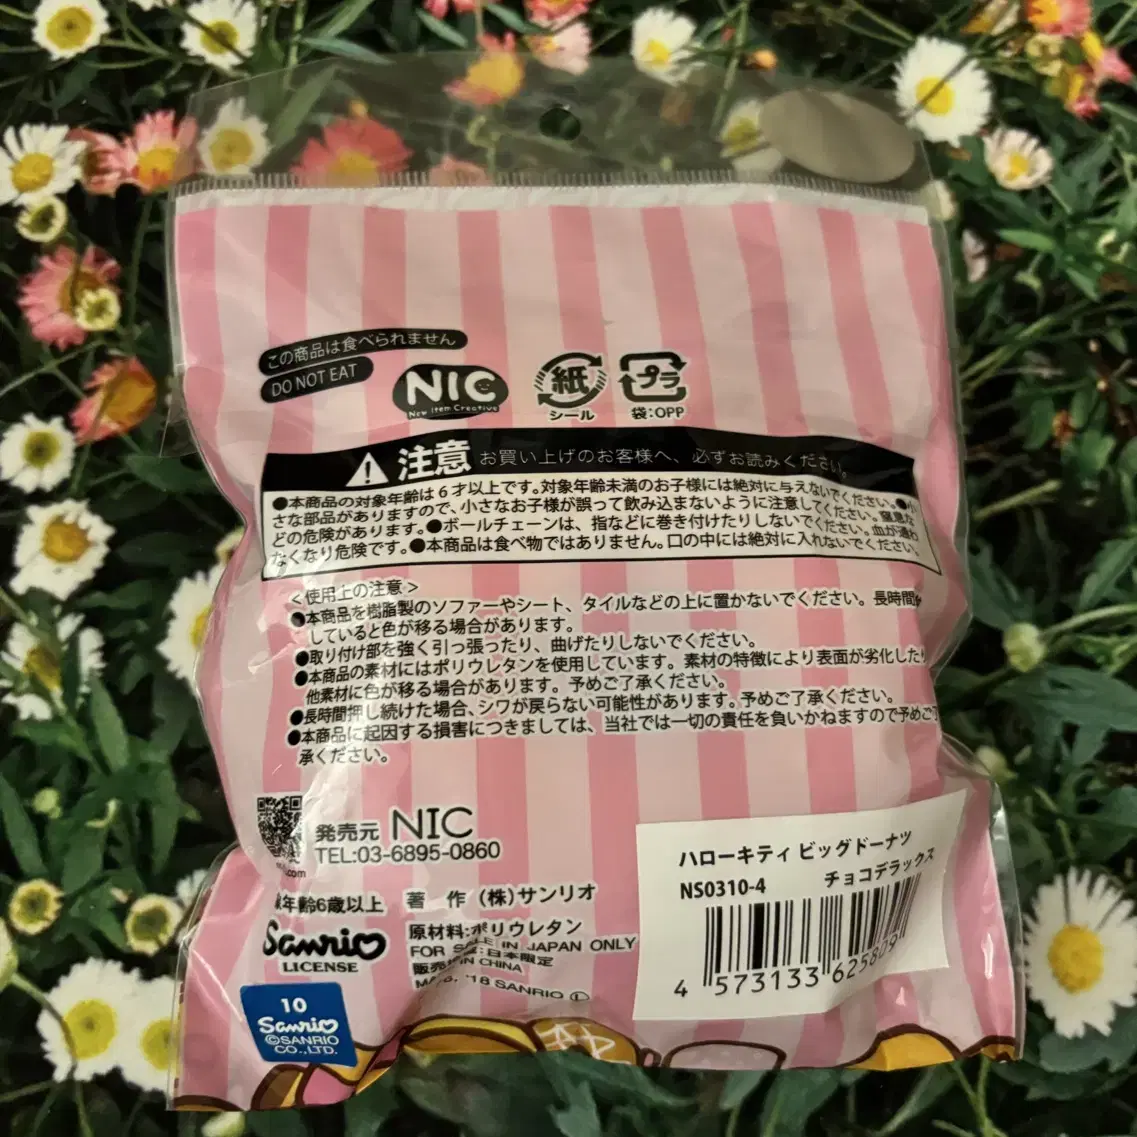 この商品は食べられません
DO NOT EAT
NIC
New Item Creative
紙
シール
プラ
袋:OPP
注意 お買い上げのお客様へ、必ずお読みください。
●本商品の対象年齢は6才以上です。対象年齢未満のお子様には絶対に与えないでください。●小
さな部品がありますので、小さなお子様が誤って飲み込まないように注意してください。窒息な
どの危険があります。●ボールチェーンは、指などに巻き付けたりしないでください。血が通わ
なくなり危険です。●本商品は食べ物ではありません。口の中には絶対に入れないでください。
<使用上の注意>
●本商品を樹脂製のソファーやシート、タイルなどの上に置かないでください。長時間
していると色が移る場合があります。
●取り付け部を強く引っ張ったり、曲げたりしないでください。
●本商品の素材にはポリウレタンを使用しています。素材の特徴により表面が劣化したり
他素材に色が移る場合があります。予めご了承ください。
●長時間押し続けた場合、シワが戻らない可能性があります。予めご了承ください。
●本商品に起因する損害につきましては、当社では一切の責任を負いかねますので予めご了
承ください。
発売元 NIC
TEL:03-6895-0860
.com
年齢6歳以上
著 作 (株)サンリオ
Sanrio
LICENSE
原材料:ポリウレタン
FOR SALE IN JAPAN ONLY
:日本限定
販売
IN CHINA
'18 SANRIO Ⓛ
10
Sanrio
©SANRIO
CO.,LTD.
ハローキティ ビッグドーナツ
NS0310-4 チョコデラックス
4 573133 625809